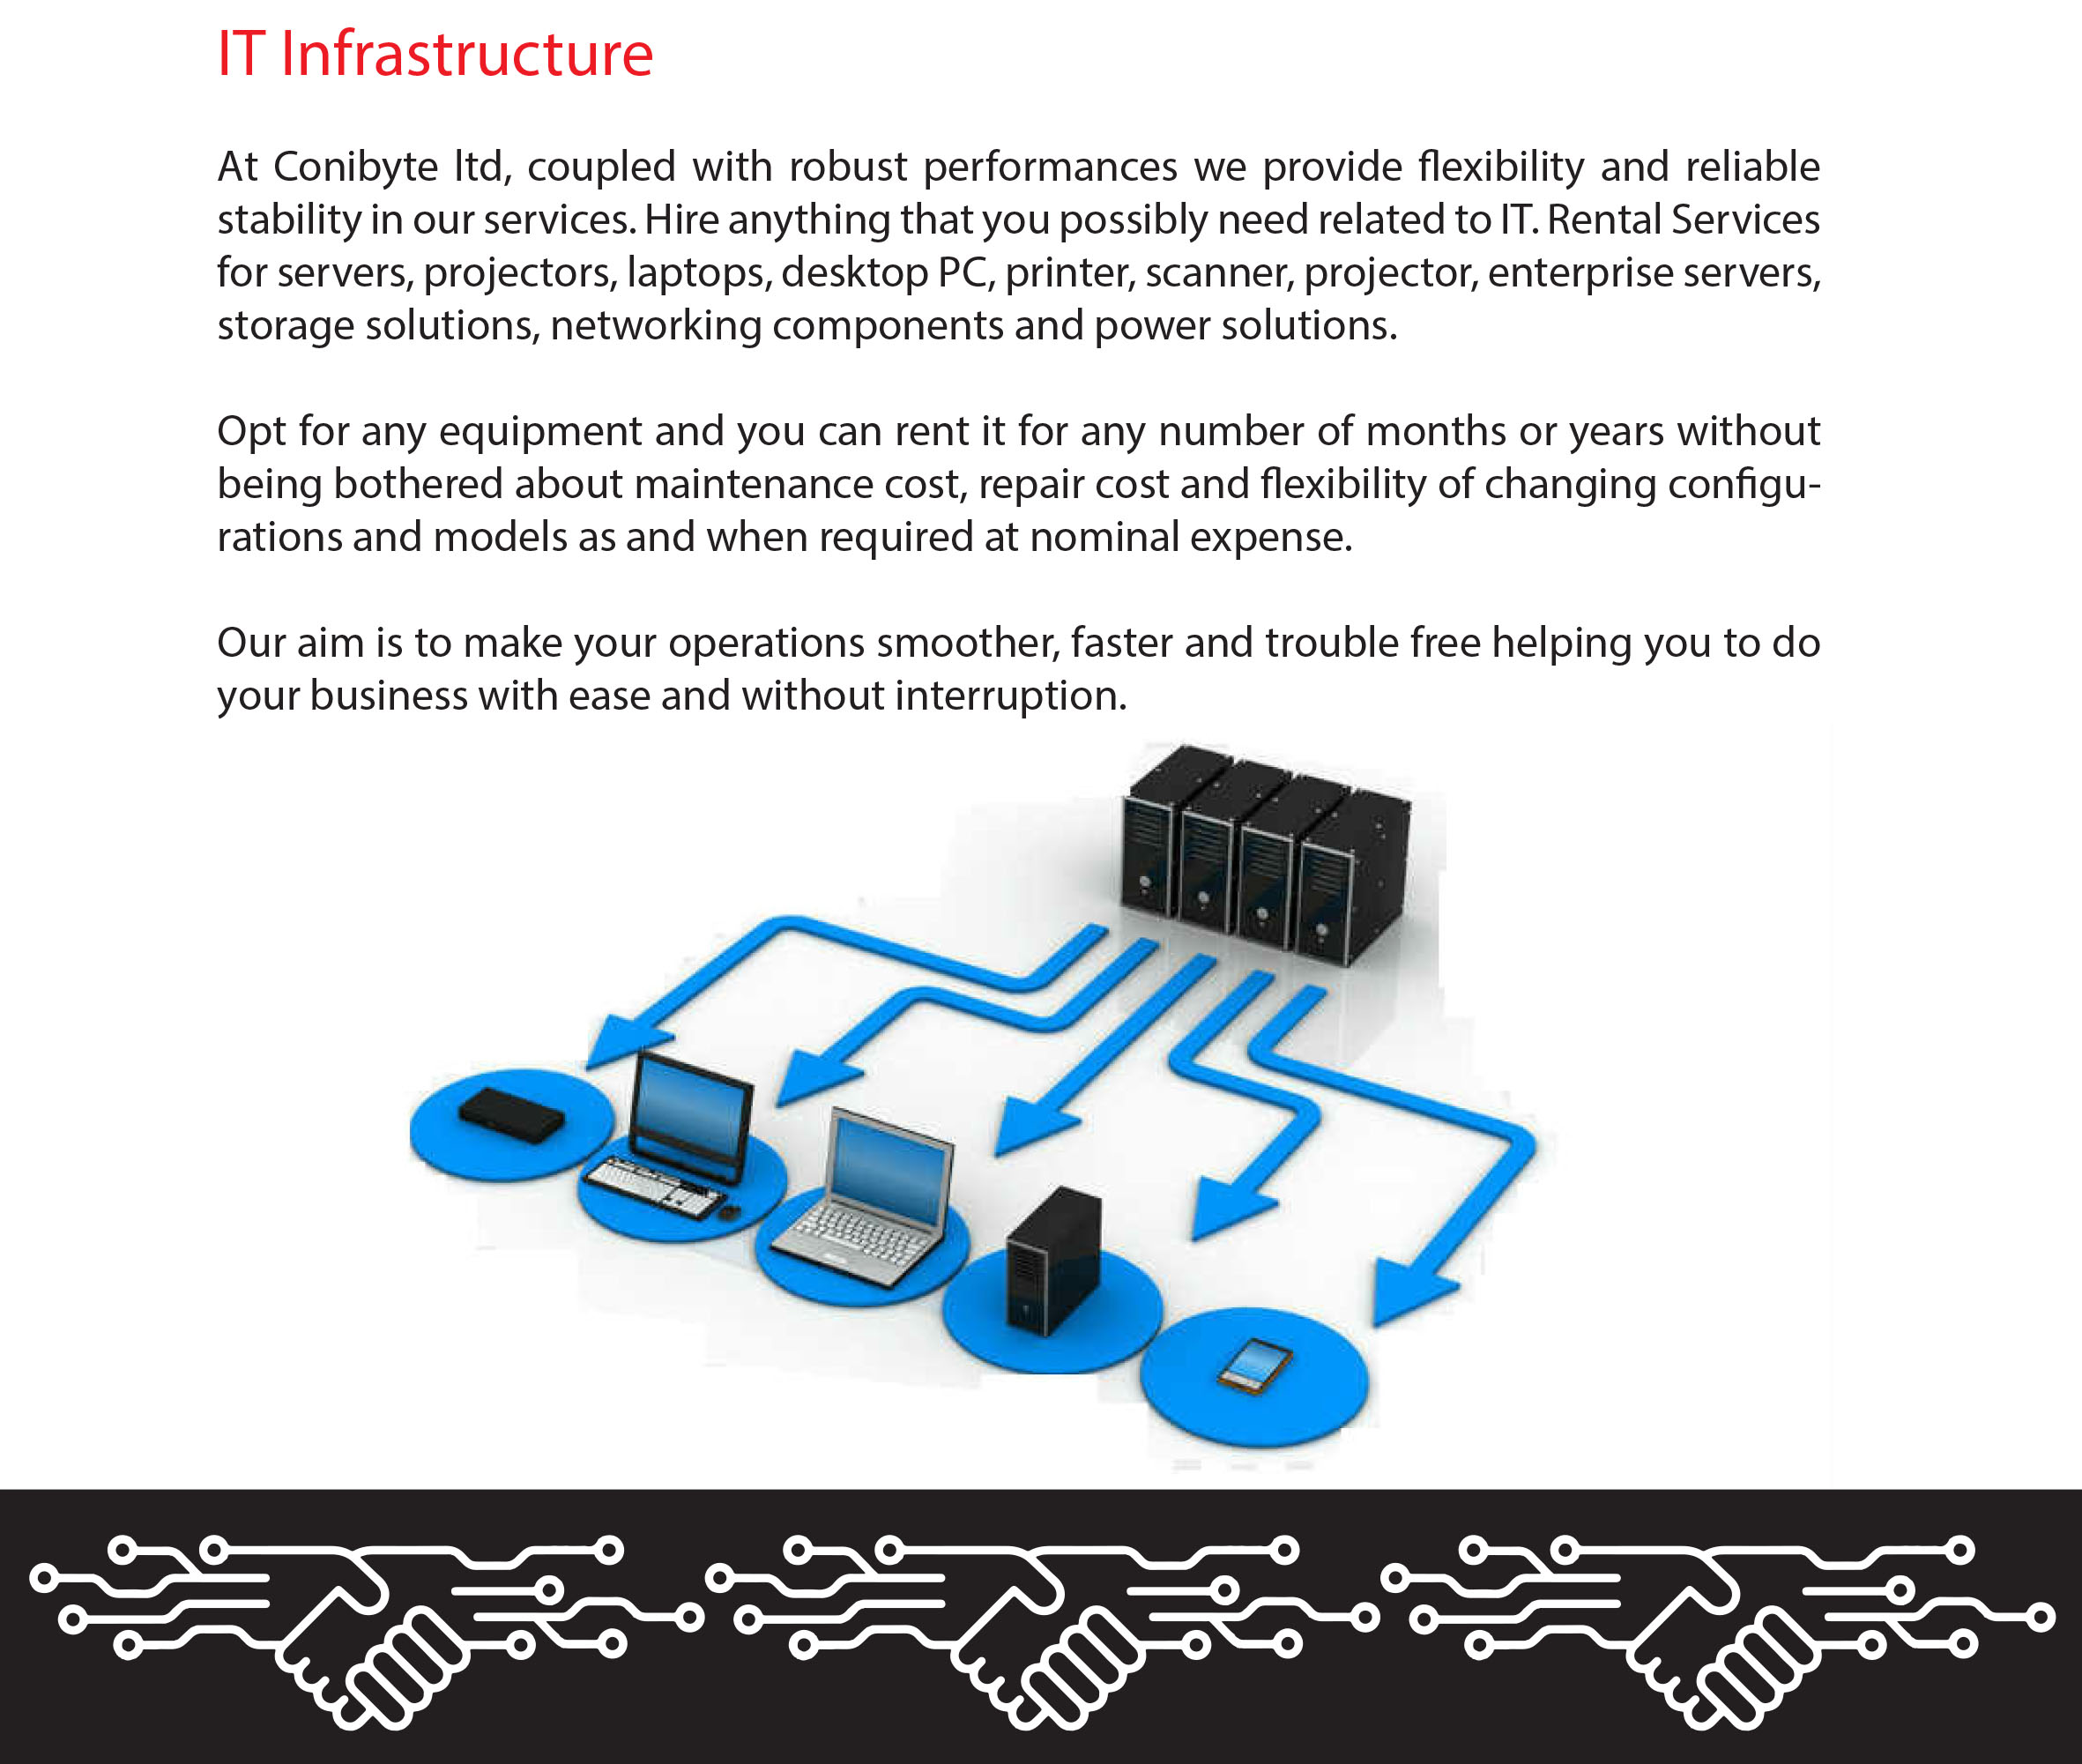 IT Infrastructure
At Conibyte ltd, coupled with robust performances we provide flexibility and reliable
stability in our services. Hire anything that you possibly need related to IT. Rental Services
for servers, projectors, laptops, desktop PC, printer, scanner, projector, enterprise servers,
storage solutions, networking components and power solutions.
Opt for any equipment and you can rent it for any number of months or years without
being bothered about maintenance cost, repair cost and flexibility of changing configu-
rations and models as and when required at nominal expense.
Our aim is to make your operations smoother, faster and trouble free helping you to do
your business with ease and without interruption.